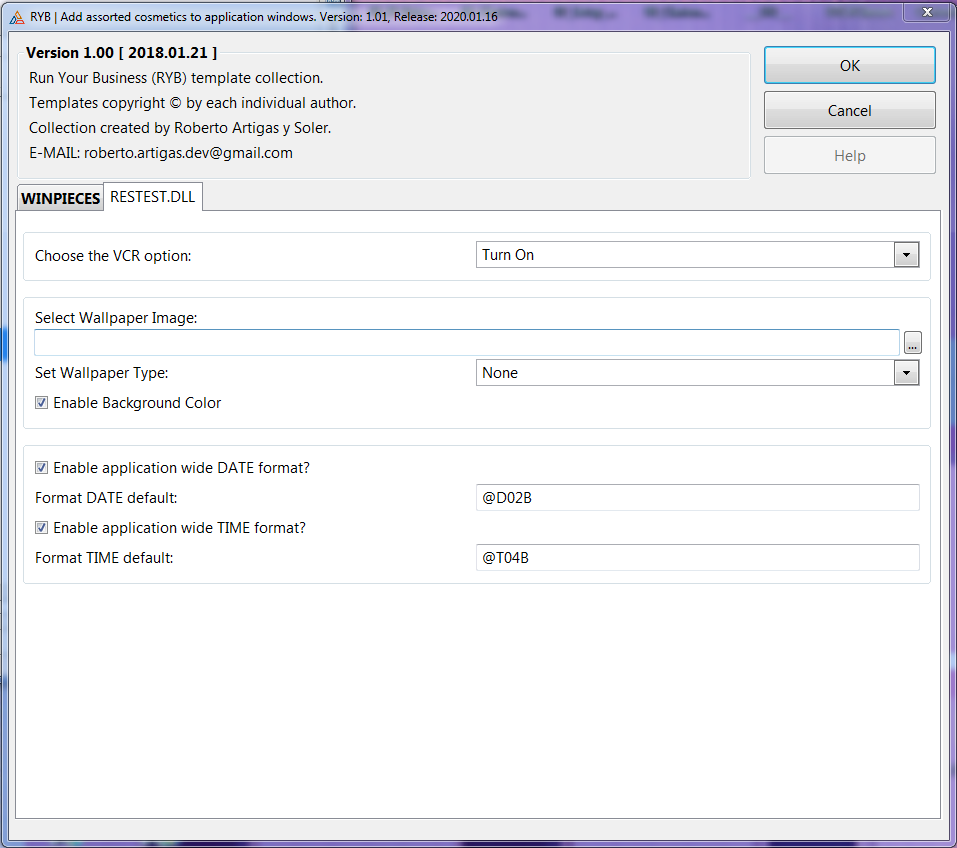 RYB | Add assorted cosmetics to application windows. Version: 1.01, Release: 2020.01.16
Version 1.00 [ 2018.01.21 ]
Run Your Business (RYB) template collection.
Templates copyright © by each individual author.
Collection created by Roberto Artigas y Soler.
E-MAIL: roberto.artigas.dev@gmail.com
OK
Cancel
Help
WINPIECES RESTEST.DLL
Choose the VCR option: Turn On
Select Wallpaper Image:
...
Set Wallpaper Type: None
Enable Background Color
Enable application wide DATE format?
Format DATE default: @D02B
Enable application wide TIME format?
Format TIME default: @T04B